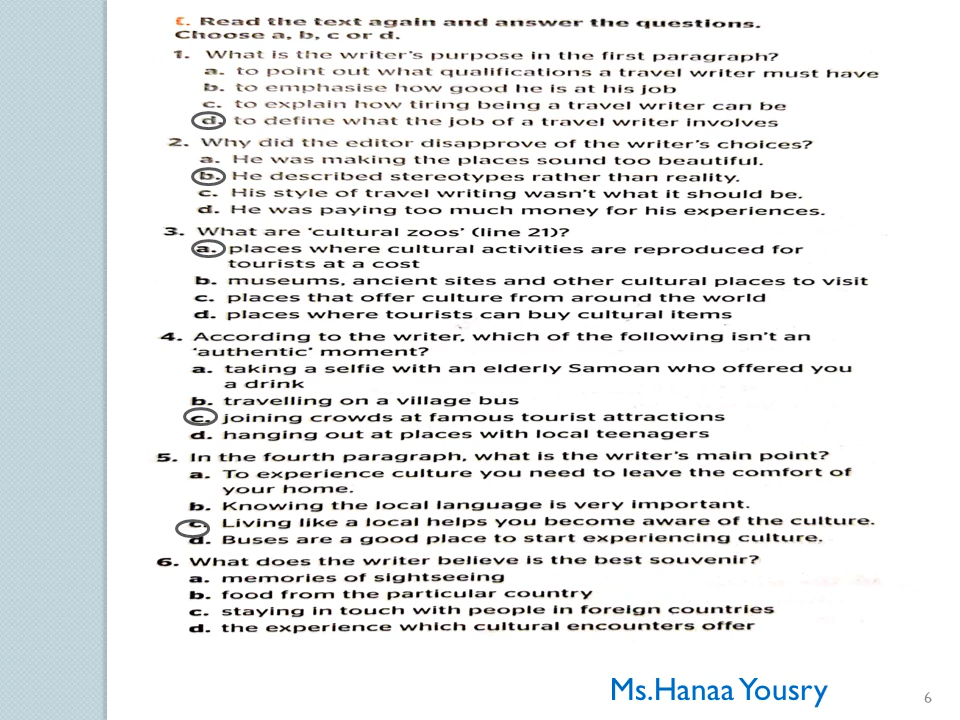 E. Read the text again and answer the questions.
Choose a, b, c or d.
1. What is the writer's purpose in the first paragraph?
a. to point out what qualifications a travel writer must have
b. to emphasise how good he is at his job
c. to explain how tiring being a travel writer can be
d. to define what the job of a travel writer involves
2. Why did the editor disapprove of the writer's choices?
a. He was making the places sound too beautiful.
b. He described stereotypes rather than reality.
c. His style of travel writing wasn't what it should be.
d. He was paying too much money for his experiences.
3. What are 'cultural zoos' (line 21)?
a. places where cultural activities are reproduced for
tourists at a cost
b. museums, ancient sites and other cultural places to visit
c. places that offer culture from around the world
d. places where tourists can buy cultural items
4. According to the writer, which of the following isn't an
'authentic' moment?
a. taking a selfie with an elderly Samoan who offered you
a drink
b. travelling on a village bus
c. joining crowds at famous tourist attractions
d. hanging out at places with local teenagers
5. In the fourth paragraph, what is the writer's main point?
a. To experience culture you need to leave the comfort of
your home.
b. Knowing the local language is very important.
c. Living like a local helps you become aware of the culture.
d. Buses are a good place to start experiencing culture.
6. What does the writer believe is the best souvenir?
a. memories of sightseeing
b. food from the particular country
c. staying in touch with people in foreign countries
d. the experience which cultural encounters offer
Ms.Hanaa Yousry
6